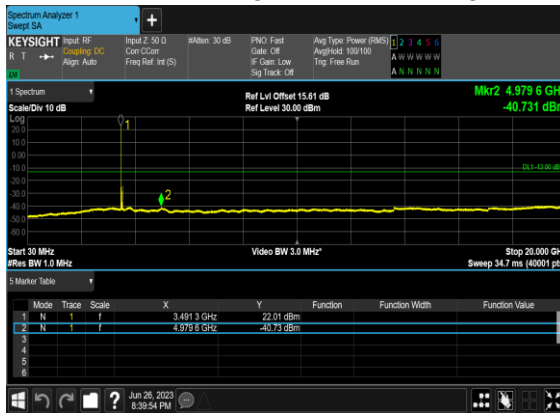 Spectrum Analyzer 1
Swept SA
KEYSIGHT Input: RF Input Z: 50 Ω #Atten: 30 dB PNO: Fast Avg Type: Power (RMS) 1 2 3 4 5 6
R T Coupling: DC Corr CCorr Gate: Off Avg|Hold: 100/100 A W W W W W
Align: Auto Freq Ref: Int (S) IF Gain: Low Trig: Free Run
LXI Sig Track: Off A N N N N N
1 Spectrum Ref Lvl Offset 15.61 dB Mkr2 4.979 6 GH
Scale/Div 10 dB Ref Level 30.00 dBm -40.731 dBr
Log
20.0 1
10.0
0.00
-10.0 DL1 -13.00 dB
-20.0
-30.0 2
-40.0
-50.0
-60.0
Start 30 MHz Video BW 3.0 MHz* Stop 20.000 GH
#Res BW 1.0 MHz Sweep 34.7 ms (40001 pt
5 Marker Table
Mode Trace Scale X Y Function Function Width Function Value
1 N 1 f 3.491 3 GHz 22.01 dBm
2 N 1 f 4.979 6 GHz -40.73 dBm
3
4
5
6
? Jun 26, 2023
8:39:54 PM